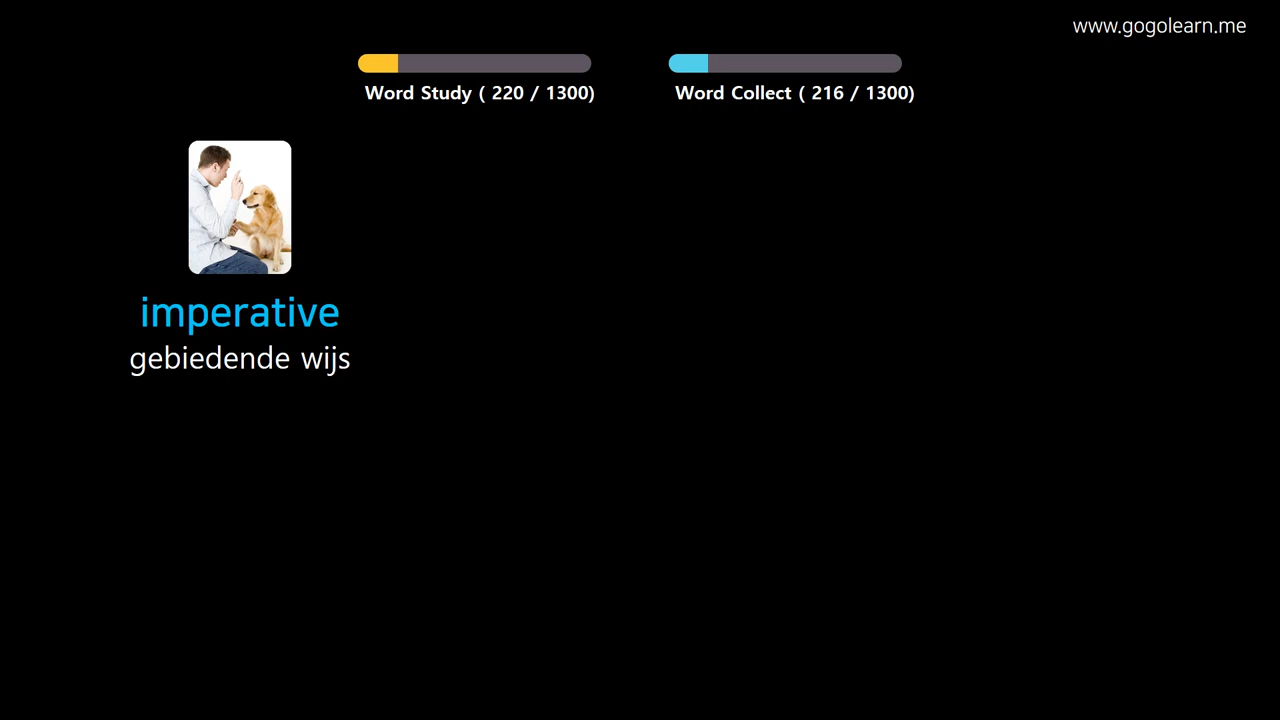 www.gogolearn.me
Word Study ( 220 / 1300)
Word Collect ( 216 / 1300)
imperative
gebiedende wijs